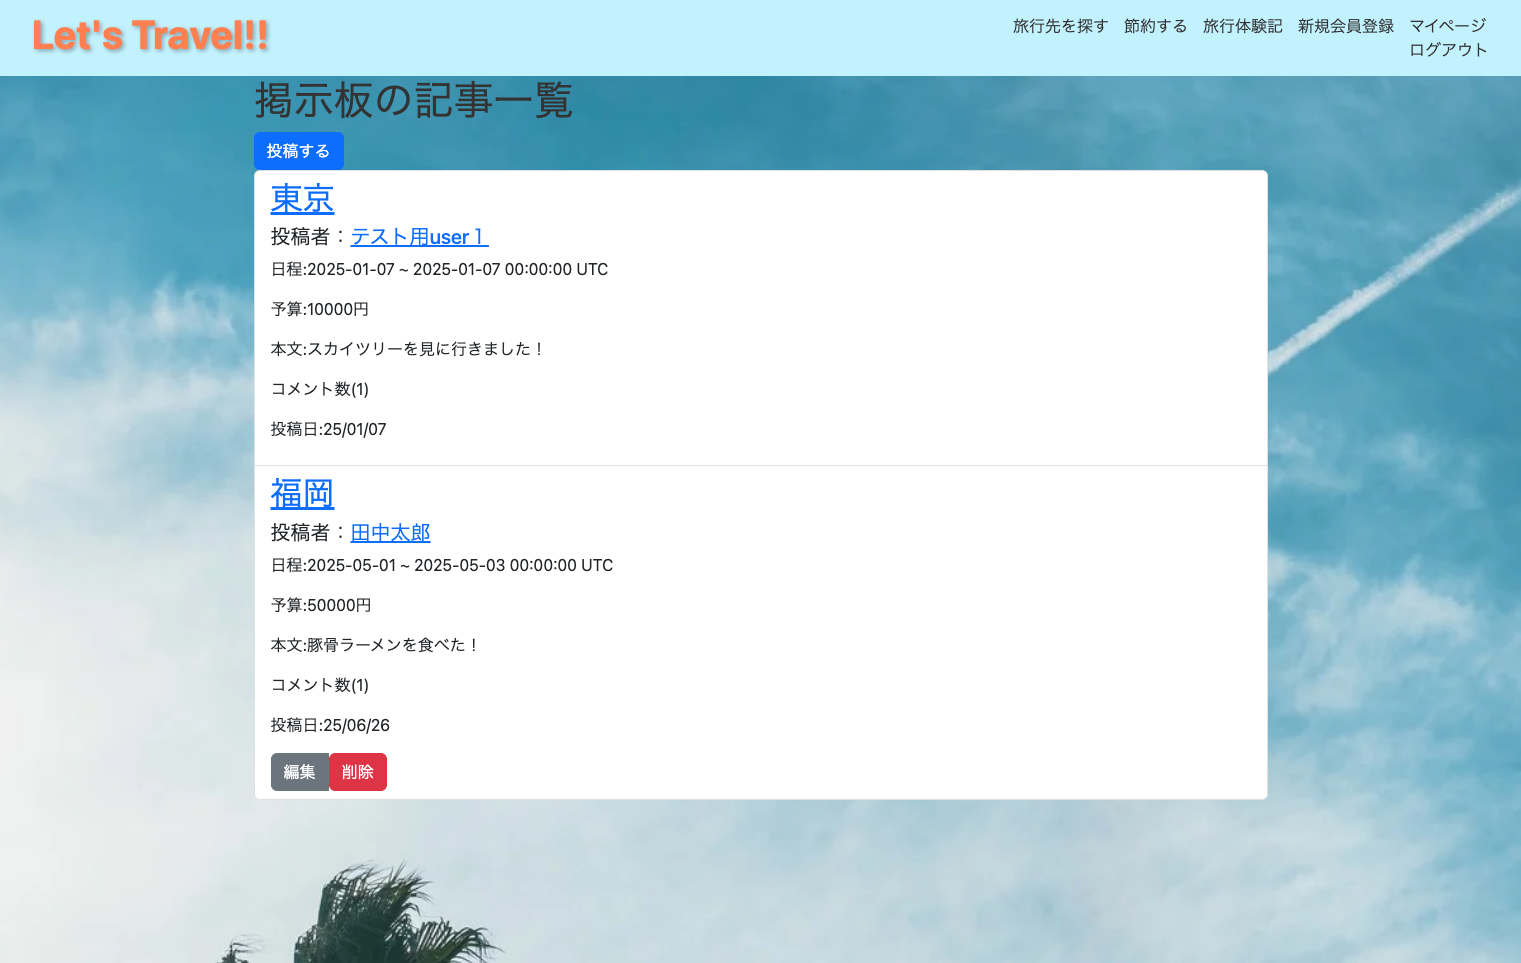 Let's Travel!!
旅行先を探す 節約する 旅行体験記 新規会員登録 マイページ
ログアウト
掲示板の記事一覧
投稿する
東京
投稿者：テスト用user１
日程:2025-01-07 ~ 2025-01-07 00:00:00 UTC
予算:10000円
本文:スカイツリーを見に行きました！
コメント数(1)
投稿日:25/01/07
福岡
投稿者：田中太郎
日程:2025-05-01 ~ 2025-05-03 00:00:00 UTC
予算:50000円
本文:豚骨ラーメンを食べた！
コメント数(1)
投稿日:25/06/26
編集 削除